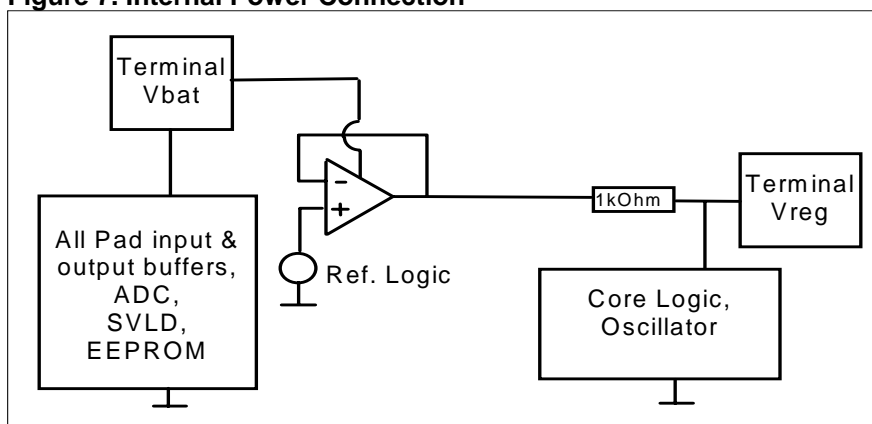 Figure 7. Internal Power Connection
Terminal
Vbat
All Pad input &
output buffers,
ADC,
SVLD,
EEPROM
-
+
Ref. Logic
1kOhm
Terminal
Vreg
Core Logic,
Oscillator